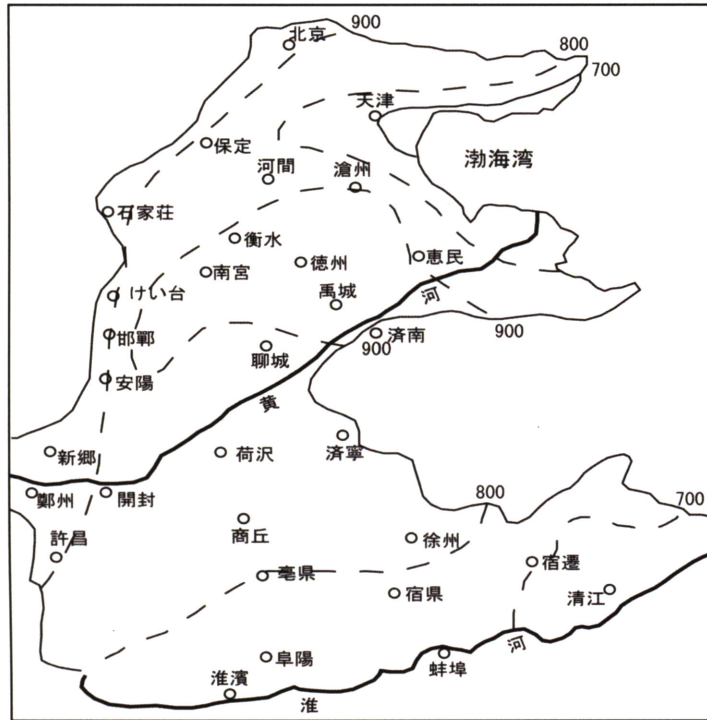 900
北京
800
700
天津
渤海湾
保定
河間
滄州
石家荘
衡水
徳州
恵民
南宮
けい台
禹城
河
邯鄲
済南
900
聊城
900
安陽
黄
新郷
荷沢
済寧
鄭州
開封
800
700
許昌
商丘
徐州
宿遷
亳県
宿県
清江
阜陽
蚌埠
河
淮濱
淮